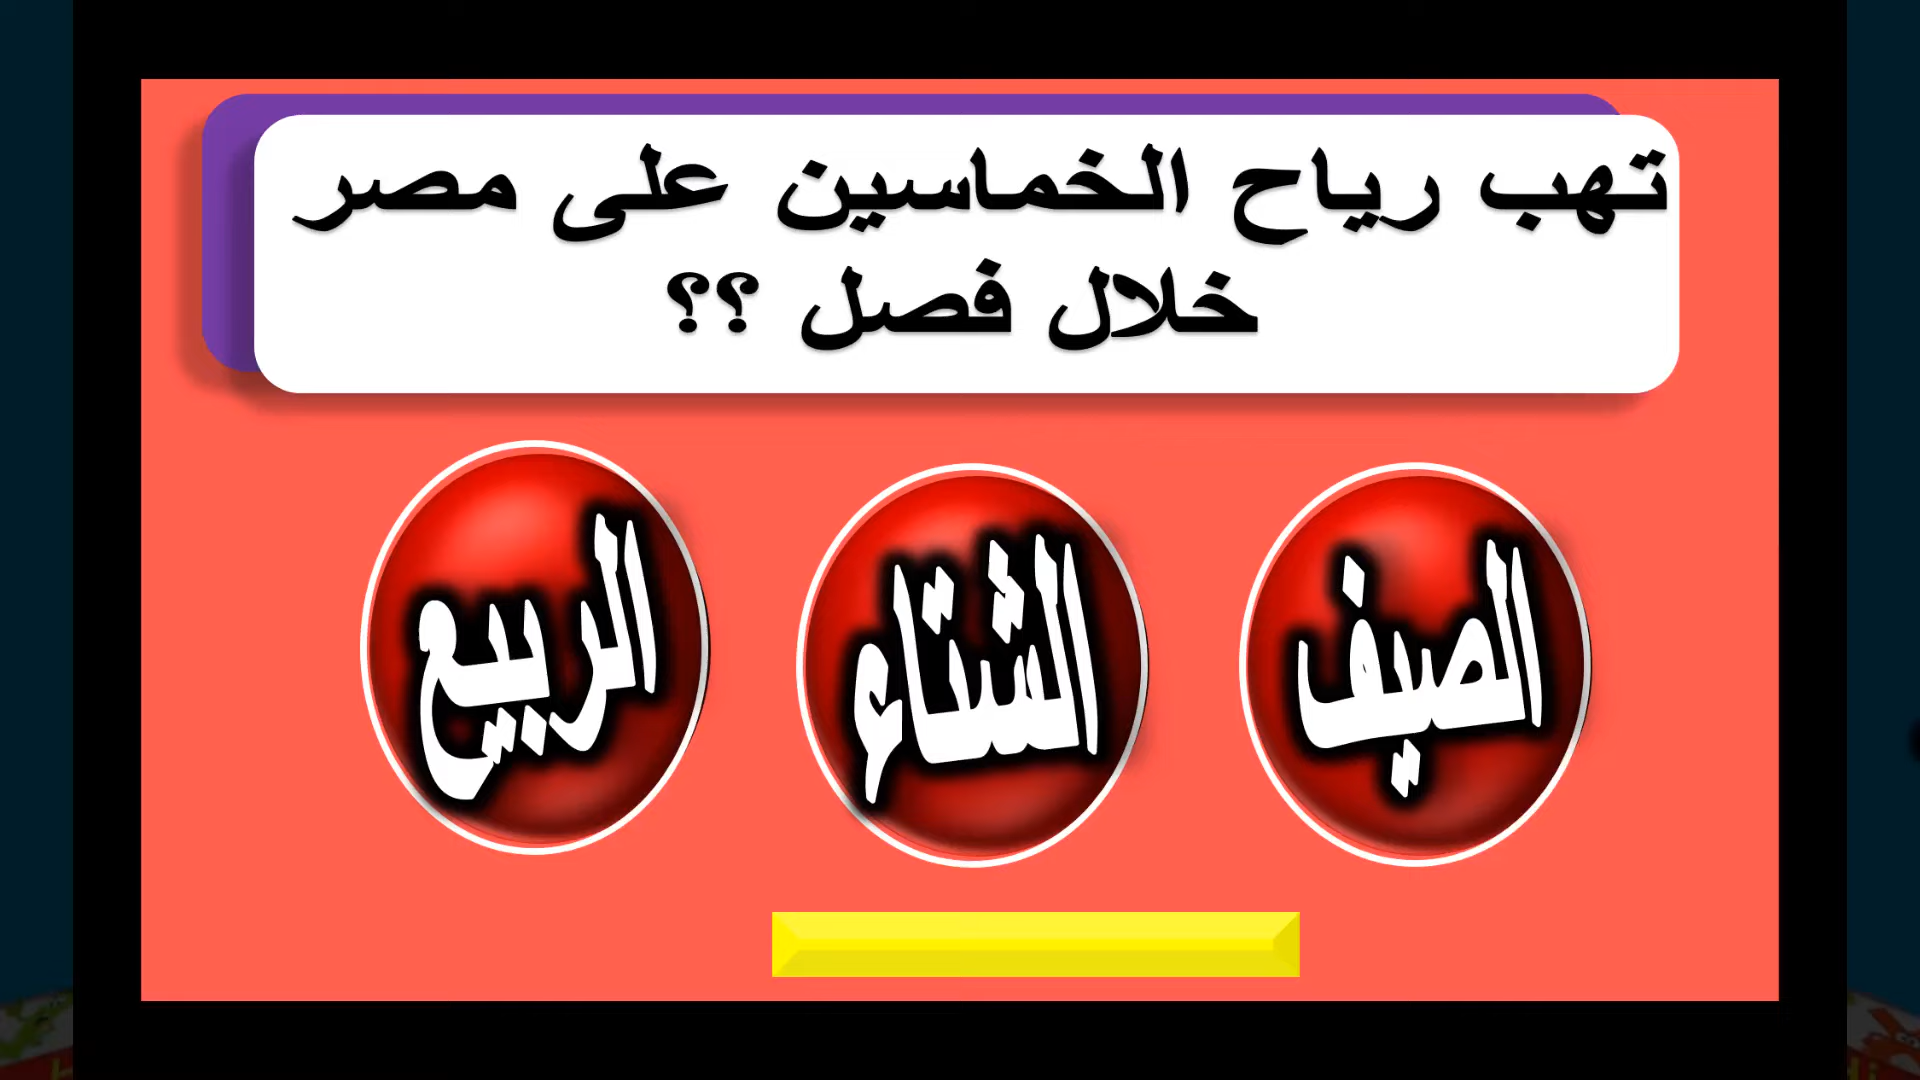 تهب رياح الخماسين على مصر
خلال فصل ؟؟
الصيف
الشتاء
الربيع